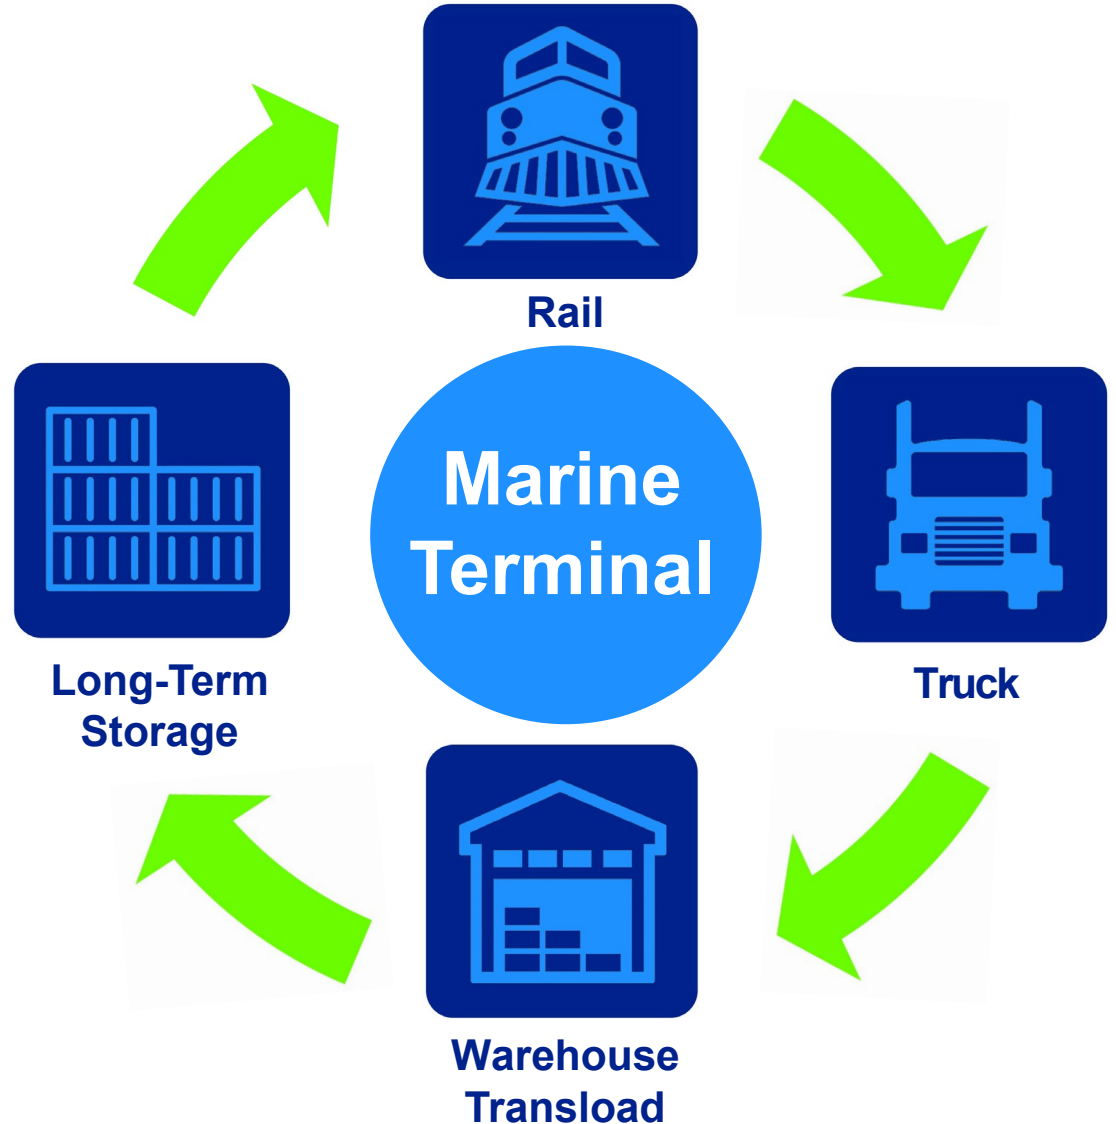 Rail
Marine
Terminal
Long-Term
Storage
Truck
Warehouse
Transload